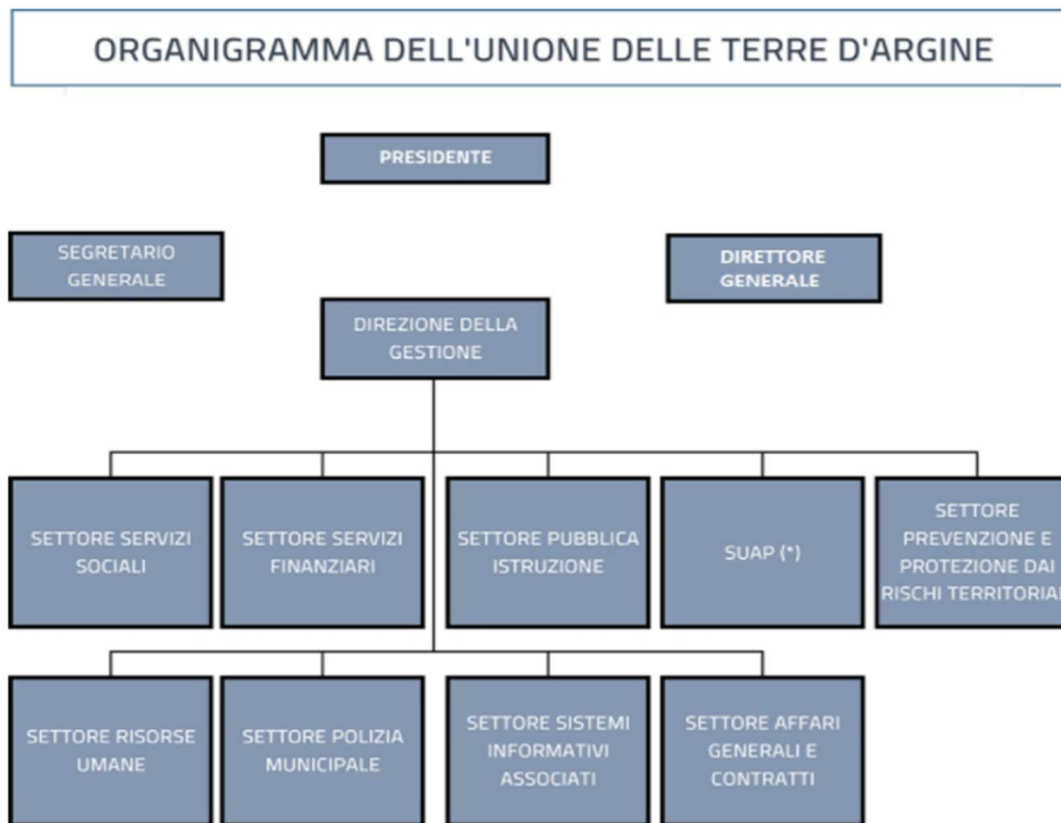 ORGANIGRAMMA DELL'UNIONE DELLE TERRE D'ARGINE
PRESIDENTE
SEGRETARIO
GENERALE
DIRETTORE
GENERALE
DIREZIONE DELLA
GESTIONE
SETTORE SERVIZI
SOCIALI
SETTORE SERVIZI
FINANZIARI
SETTORE PUBBLICA
ISTRUZIONE
SUAP (*)
SETTORE
PREVENZIONE E
PROTEZIONE DAI
RISCHI TERRITORIAL
SETTORE RISORSE
UMANE
SETTORE POLIZIA
MUNICIPALE
SETTORE SISTEMI
INFORMATIVI
ASSOCIATI
SETTORE AFFARI
GENERALI E
CONTRATTI